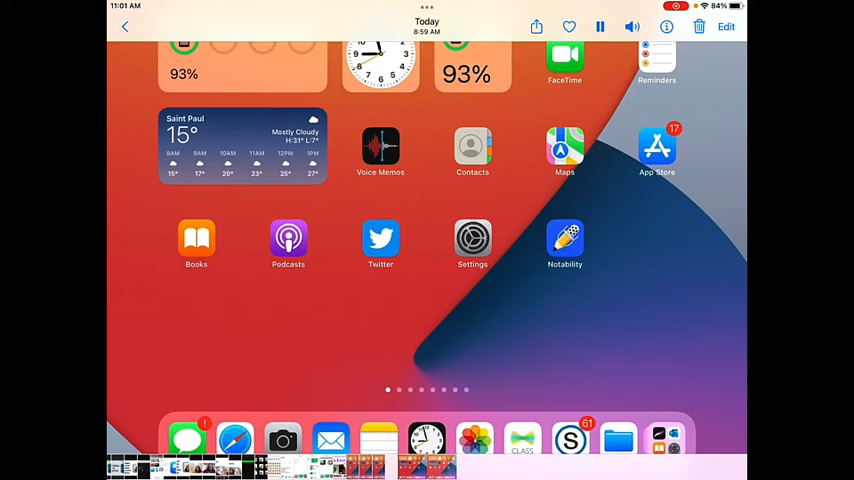 11:01 AM
84%
Today
8:59 AM
Edit
93%
93%
FaceTime
Reminders
Saint Paul
15°
Mostly Cloudy
H:31° L:7°
8AM 9AM 10AM 11AM 12PM 1PM
15° 17° 20° 23° 25° 27°
Voice Memos
Contacts
Maps
17
App Store
Books
Podcasts
Twitter
Settings
Notability
!
CLASS
S
61